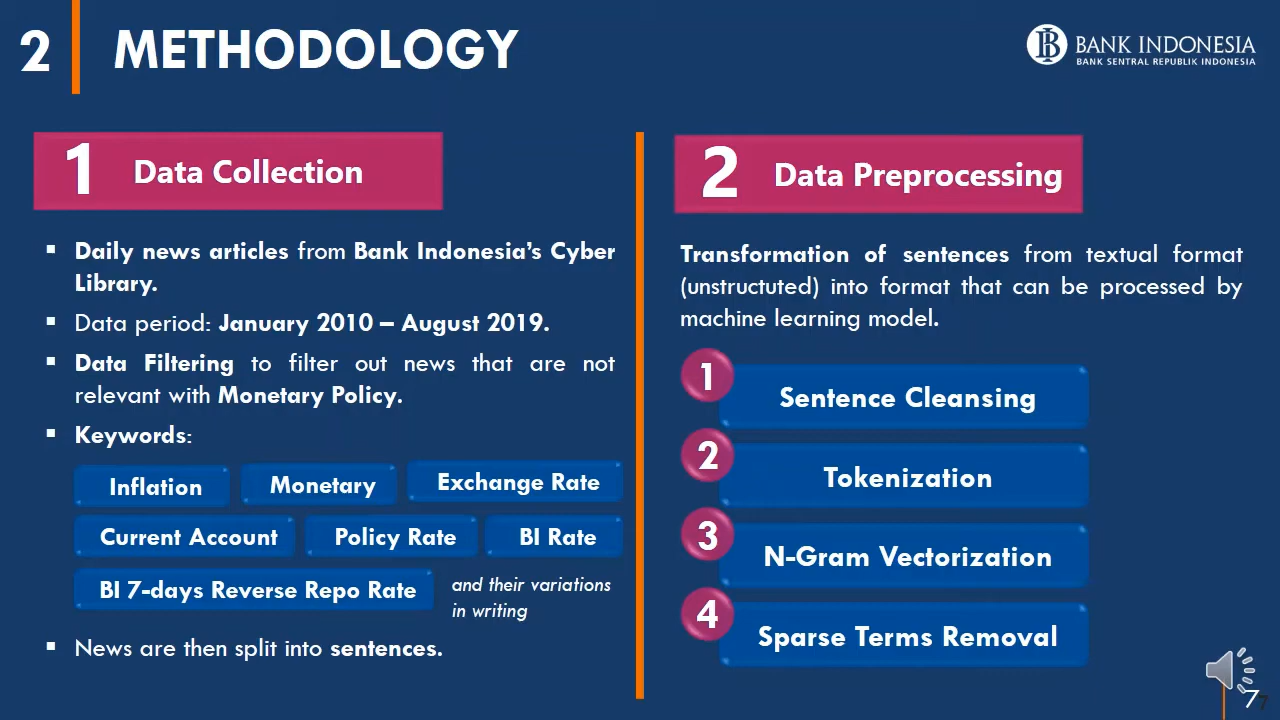 2
METHODOLOGY
BANK INDONESIA
BANK SENTRAL REPUBLIK INDONESIA
1 Data Collection
▪ Daily news articles from Bank Indonesia's Cyber
Library.
▪ Data period: January 2010 – August 2019.
▪ Data Filtering to filter out news that are not
relevant with Monetary Policy.
▪ Keywords:
Inflation
Monetary
Exchange Rate
Current Account
Policy Rate
BI Rate
BI 7-days Reverse Repo Rate
and their variations
in writing
▪ News are then split into sentences.
2 Data Preprocessing
Transformation of sentences from textual format
(unstructuted) into format that can be processed by
machine learning model.
1
Sentence Cleansing
2
Tokenization
3
N-Gram Vectorization
4
Sparse Terms Removal
7
7